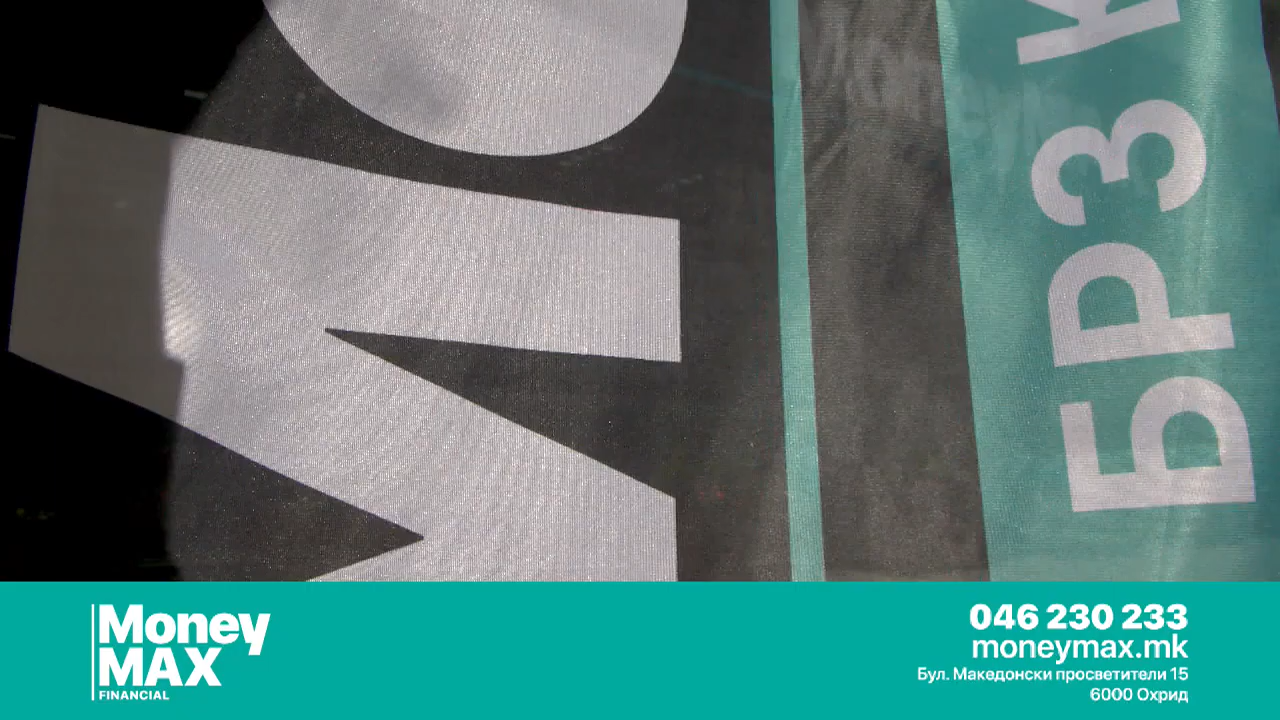 БРЗ К
Money
MAX
FINANCIAL
046 230 233
moneymax.mk
Бул. Македонски просветители 15
6000 Охрид